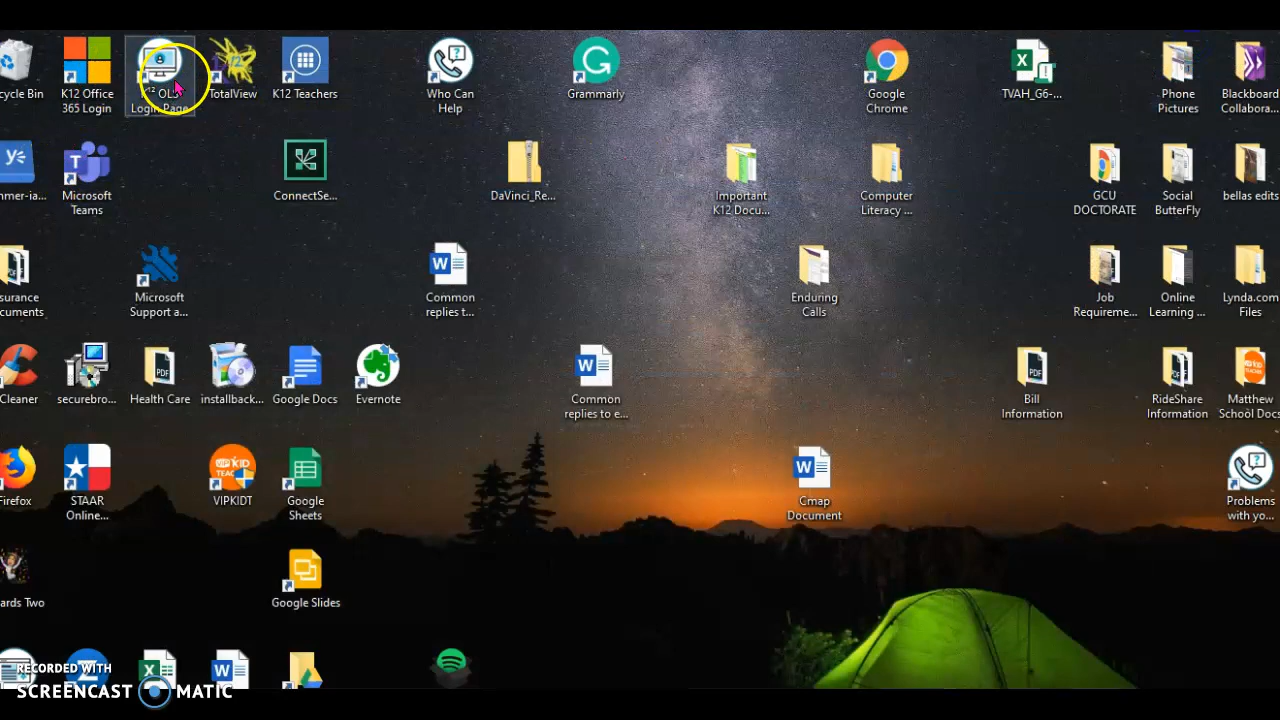 cycle Bin
K12 Office
365 Login
K12 OLS
Login Page
TotalView
K12 Teachers
Who Can
Help
Grammarly
Google
Chrome
TVAH_G6-...
Phone
Pictures
Blackboard
Collabora...
mmer-ia...
Microsoft
Teams
ConnectSe...
DaVinci_Re...
Important
K12 Docu...
Computer
Literacy ...
GCU
DOCTORATE
Social
ButterFly
bellas edits
surance
cuments
Microsoft
Support a...
Common
replies t...
Enduring
Calls
Job
Requireme...
Online
Learning ...
Lynda.com
Files
Cleaner
securebro...
Health Care
installback...
Google Docs
Evernote
Common
replies to e...
Bill
Information
RideShare
Information
Matthew
School Docs
Firefox
STAAR
Online...
VIPKIDT
Google
Sheets
Cmap
Document
Problems
with yo...
ards Two
Google Slides
RECORDED WITH
SCREENCAST MATIC